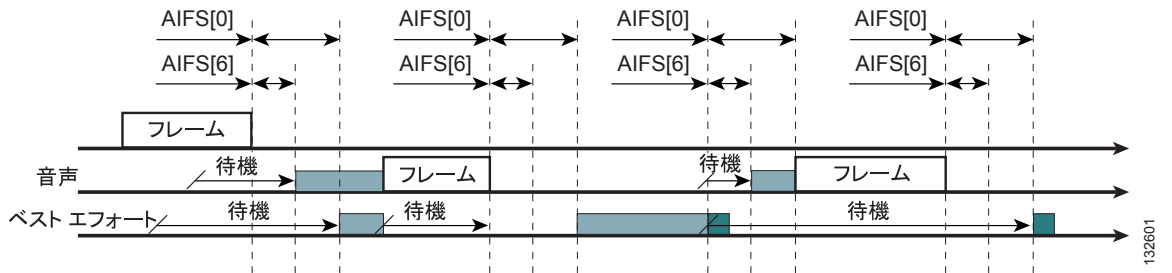 AIFS[0] AIFS[0] AIFS[0] AIFS[0]
AIFS[6] AIFS[6] AIFS[6] AIFS[6]
フレーム
音声 待機 フレーム 待機 フレーム
ベスト エフォート 待機 待機 待機
132601